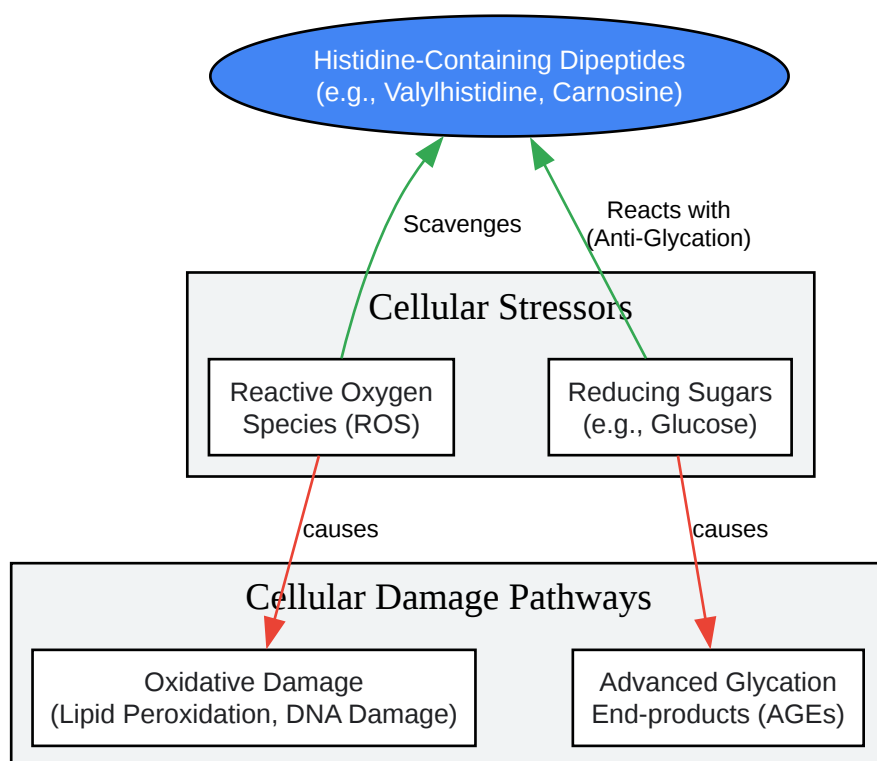 Histidine-Containing Dipeptides
(e.g., Valylhistidine, Carnosine)
Scavenges
Reacts with
(Anti-Glycation)
Cellular Stressors
Reactive Oxygen
Species (ROS)
Reducing Sugars
(e.g., Glucose)
causes
causes
Cellular Damage Pathways
Oxidative Damage
(Lipid Peroxidation, DNA Damage)
Advanced Glycation
End-products (AGEs)